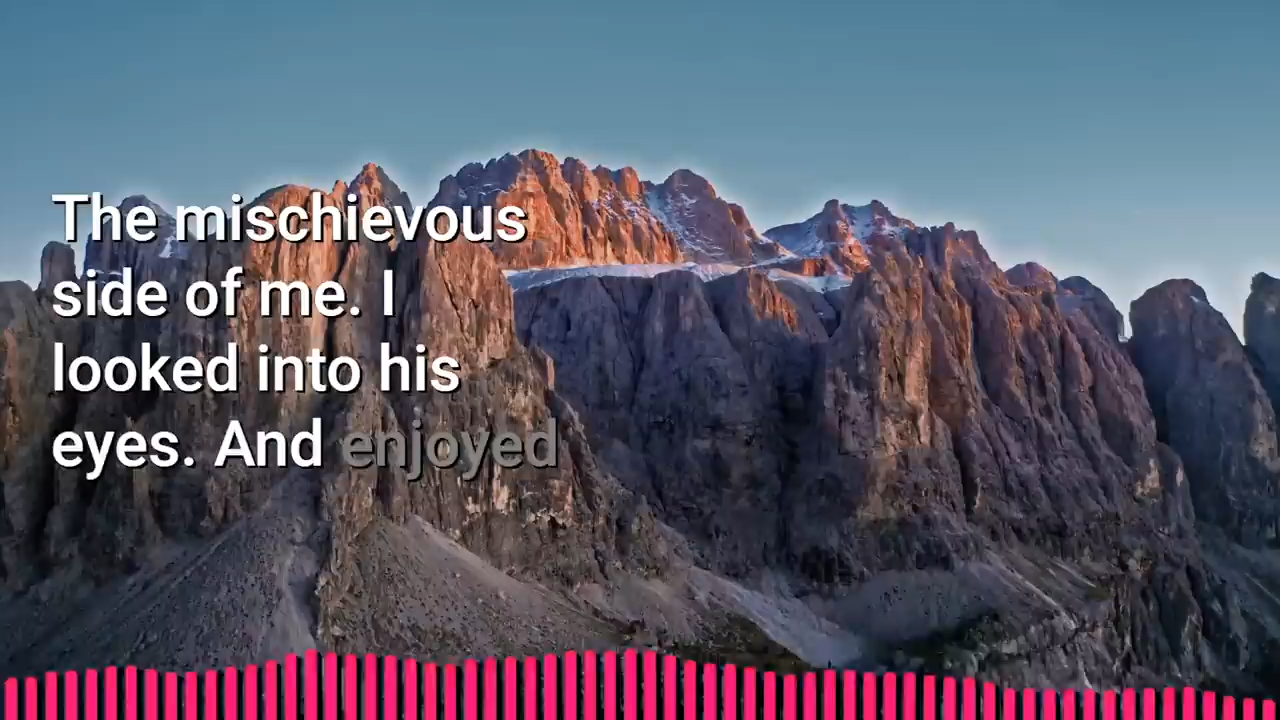 The mischievous
side of me. I
looked into his
eyes. And enjoyed